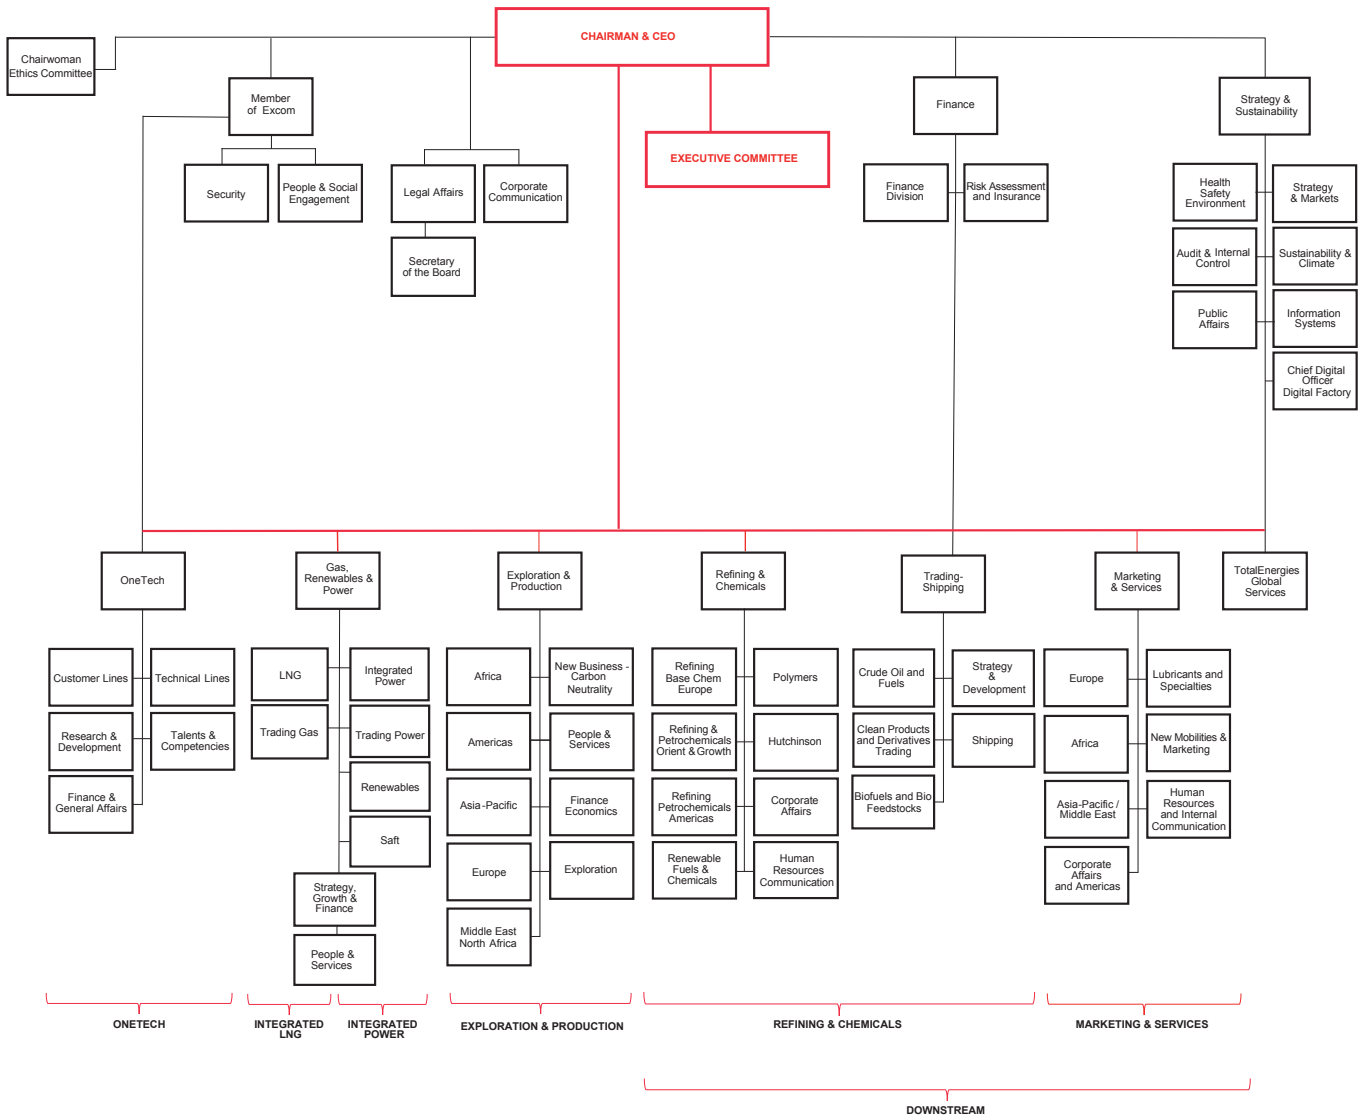 CHAIRMAN & CEO
Chairwoman
Ethics Committee
Member
of Excom
EXECUTIVE COMMITTEE
Finance
Strategy &
Sustainability
Security
People & Social
Engagement
Legal Affairs
Corporate
Communication
Secretary
of the Board
Finance
Division
Risk Assessment
and Insurance
Health
Safety
Environment
Strategy
& Markets
Audit & Internal
Control
Sustainability &
Climate
Public
Affairs
Information
Systems
Chief Digital
Officer
Digital Factory
OneTech
Gas,
Renewables &
Power
Exploration &
Production
Refining &
Chemicals
Trading-
Shipping
Marketing
& Services
TotalEnergies
Global
Services
Customer Lines
Technical Lines
Research &
Development
Talents &
Competencies
Finance &
General Affairs
LNG
Integrated
Power
Trading Gas
Trading Power
Renewables
Saft
Strategy,
Growth &
Finance
People &
Services
Africa
New Business -
Carbon
Neutrality
Americas
People &
Services
Asia-Pacific
Finance
Economics
Europe
Exploration
Middle East
North Africa
Refining
Base Chem
Europe
Polymers
Refining &
Petrochemicals
Orient & Growth
Hutchinson
Refining
Petrochemicals
Americas
Corporate
Affairs
Renewable
Fuels &
Chemicals
Human
Resources
Communication
Crude Oil and
Fuels
Strategy
&
Development
Clean Products
and Derivatives
Trading
Shipping
Biofuels and Bio
Feedstocks
Europe
Lubricants and
Specialties
Africa
New Mobilities &
Marketing
Asia-Pacific /
Middle East
Human
Resources
and Internal
Communication
Corporate
Affairs
and Americas
ONETECH
INTEGRATED
LNG
INTEGRATED
POWER
EXPLORATION & PRODUCTION
REFINING & CHEMICALS
MARKETING & SERVICES
DOWNSTREAM